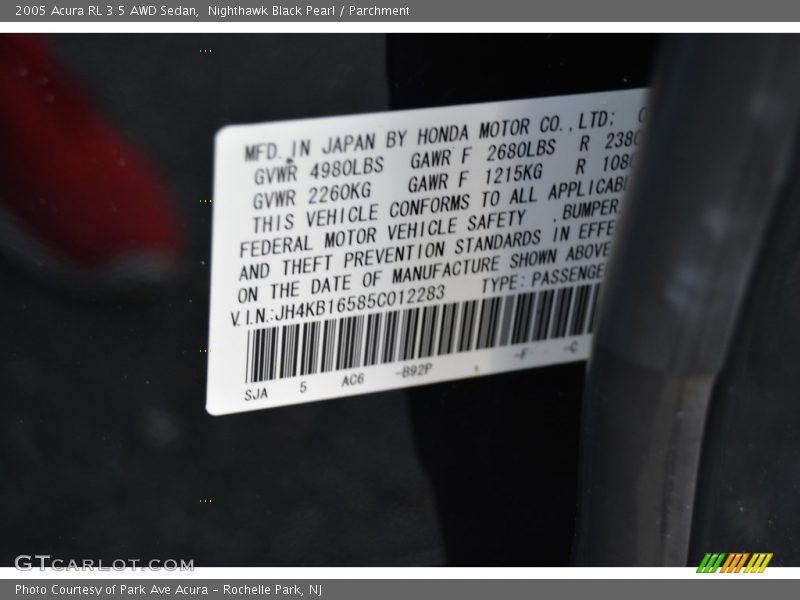 2005 Acura RL 3.5 AWD Sedan, Nighthawk Black Pearl / Parchment
MFD. IN JAPAN BY HONDA MOTOR CO., LTD:
GVWR 4980LBS GAWR F 2680LBS R 2380
GVWR 2260KG GAWR F 1215KG R 1080
THIS VEHICLE CONFORMS TO ALL APPLICABL
FEDERAL MOTOR VEHICLE SAFETY , BUMPER,
AND THEFT PREVENTION STANDARDS IN EFFE
ON THE DATE OF MANUFACTURE SHOWN ABOVE
V.I.N.:JH4KB16585C012283 TYPE: PASSENGE
SJA 5 AC6 -B92P -F -C
GTCARLOT.COM
Photo Courtesy of Park Ave Acura - Rochelle Park, NJ